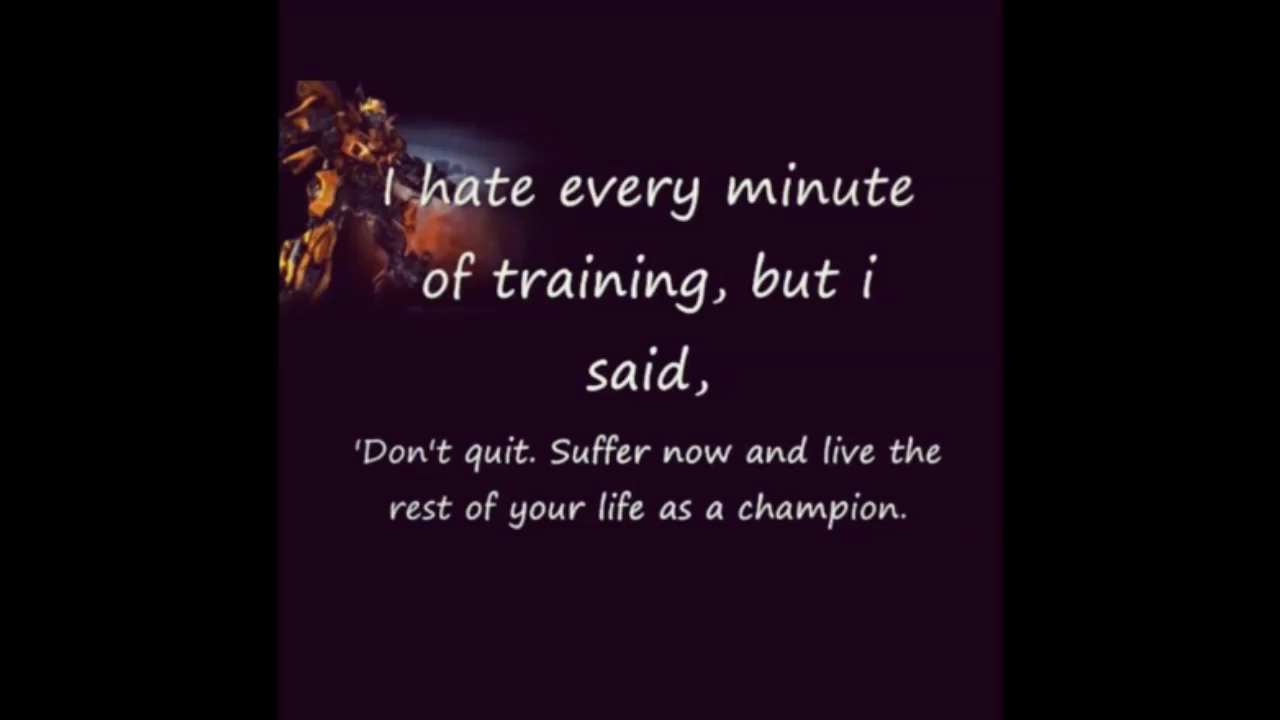 I hate every minute
of training, but i
said,
'Don't quit. Suffer now and live the
rest of your life as a champion.